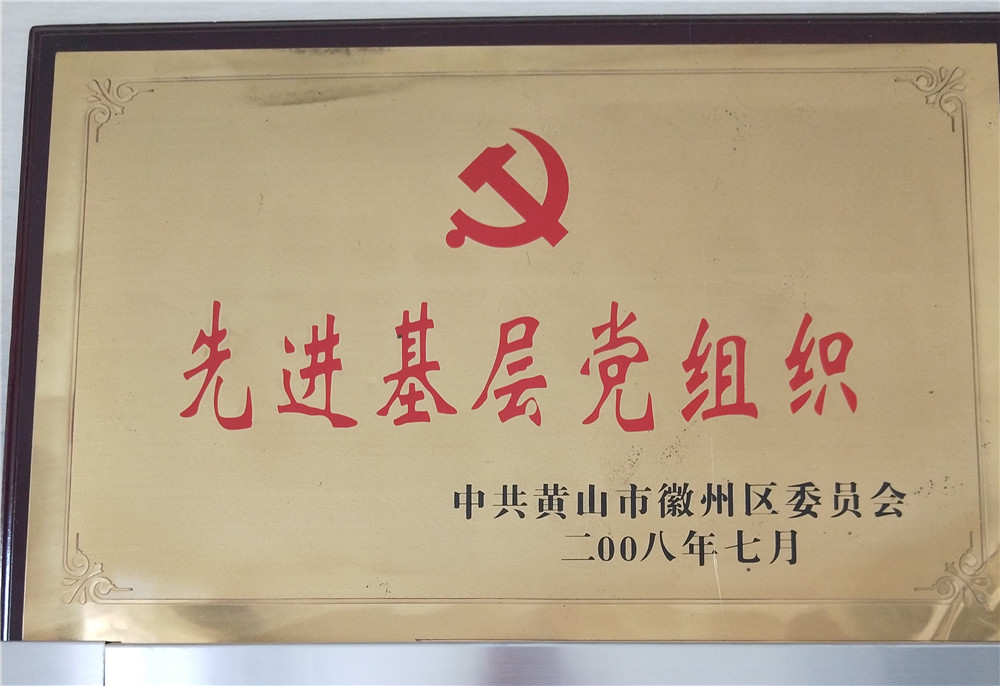 先进基层党组织
中共黄山市徽州区委员会
二00八年七月